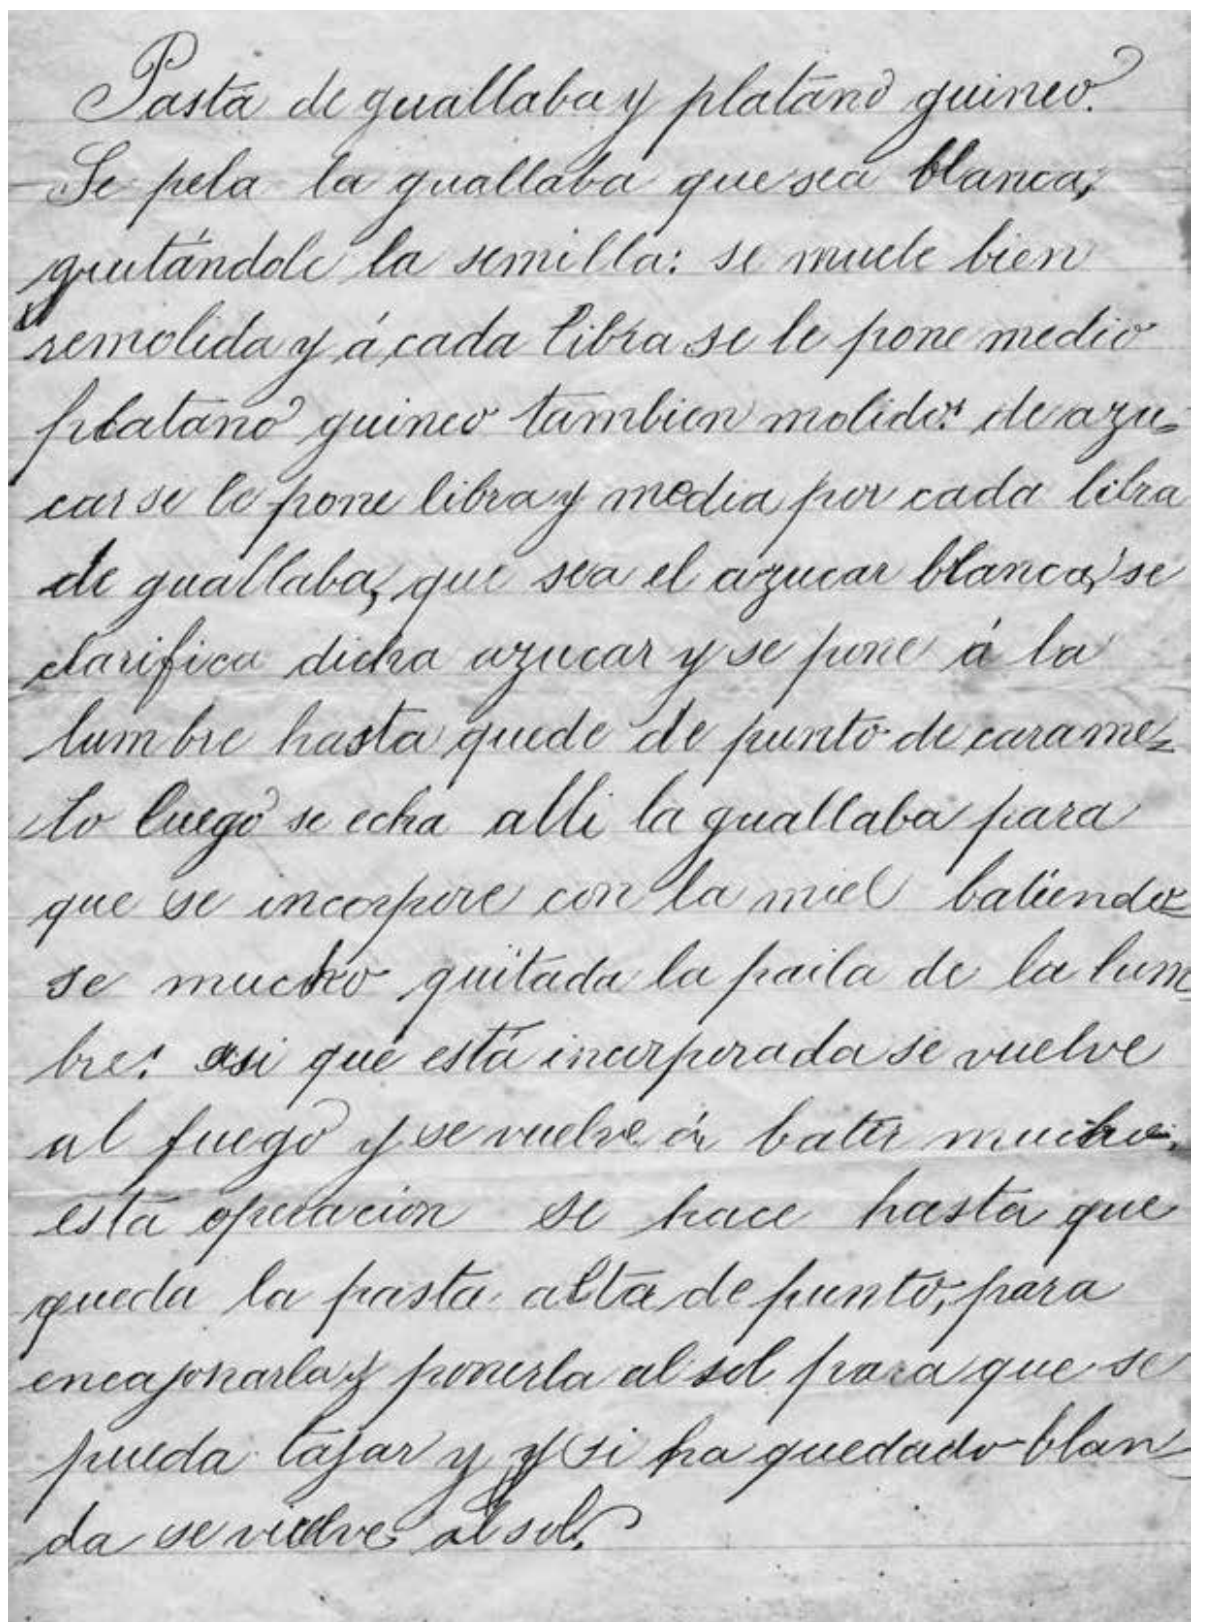 Pasta de guallaba y platano guineo.
Se pela la guallaba que sea blanca,
quitándole la semilla: se muele bien
remolida y á cada libra se le pone medio
platano guineo tambien molido: de azu-
car se le pone libra y media por cada libra
de guallaba, que sea el azucar blanca, se
clarifica dicha azucar y se pone á la
lumbre hasta quede de punto de carame=
lo luego se echa alli la guallaba para
que se incorpore con la miel batiendo=
se mucho quitada la paila de la lum=
bre: asi que está incorporada se vuelve
al fuego y se vuelve á batir mucho,
esta operacion se hace hasta que
queda la pasta alta de punto, para
encajonarla y ponerla al sol para que se
pueda tajar y y si ha quedado blan=
da se vuelve al sol.